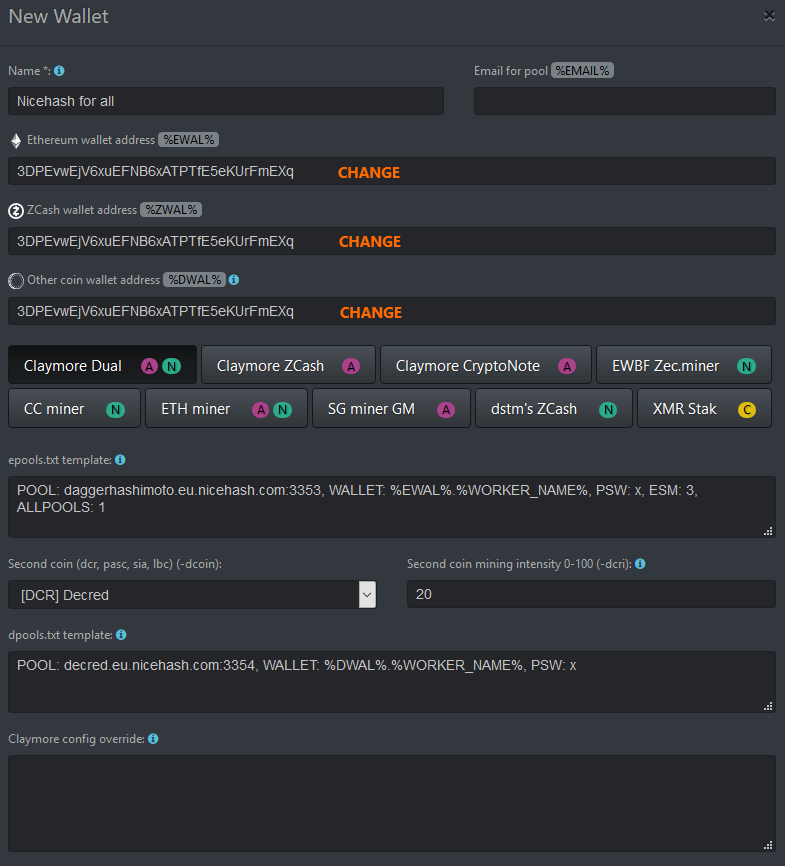 New Wallet
Name *: Email for pool %EMAIL%
Nicehash for all
Ethereum wallet address %EWAL%
3DPEvwEjV6xuEFNB6xATPTfE5eKUrFmEXq CHANGE
ZCash wallet address %ZWAL%
3DPEvwEjV6xuEFNB6xATPTfE5eKUrFmEXq CHANGE
Other coin wallet address %DWAL%
3DPEvwEjV6xuEFNB6xATPTfE5eKUrFmEXq CHANGE
Claymore Dual A N Claymore ZCash A Claymore CryptoNote A EWBF Zec.miner N
CC miner N ETH miner A N SG miner GM A dstm's ZCash N XMR Stak C
epools.txt template:
POOL: daggerhashimoto.eu.nicehash.com:3353, WALLET: %EWAL%.%WORKER_NAME%, PSW: x, ESM: 3,
ALLPOOLS: 1
Second coin (dcr, pasc, sia, lbc) (-dcoin): Second coin mining intensity 0-100 (-dcri):
[DCR] Decred 20
dpools.txt template:
POOL: decred.eu.nicehash.com:3354, WALLET: %DWAL%.%WORKER_NAME%, PSW: x
Claymore config override: